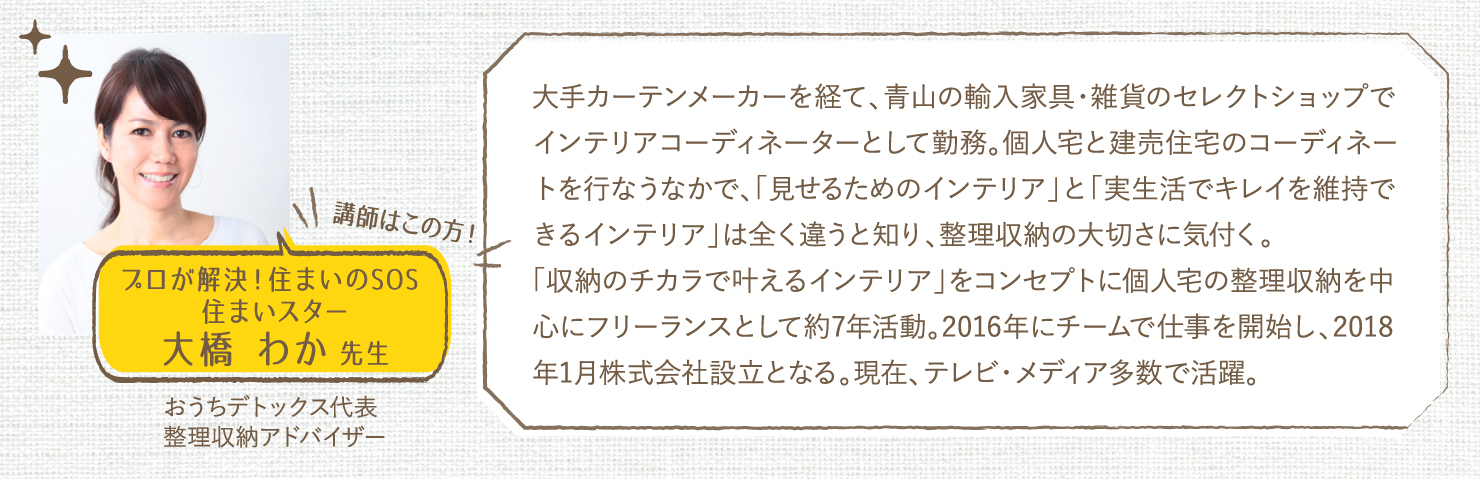 講師はこの方!
プロが解決!住まいのSOS
住まいスター
大橋 わか 先生
おうちデトックス代表
整理収納アドバイザー
大手カーテンメーカーを経て、青山の輸入家具・雑貨のセレクトショップで
インテリアコーディネーターとして勤務。個人宅と建売住宅のコーディネー
トを行なうなかで、「見せるためのインテリア」と「実生活でキレイを維持で
きるインテリア」は全く違うと知り、整理収納の大切さに気付く。
「収納のチカラで叶えるインテリア」をコンセプトに個人宅の整理収納を中
心にフリーランスとして約7年活動。2016年にチームで仕事を開始し、2018
年1月株式会社設立となる。現在、テレビ・メディア多数で活躍。